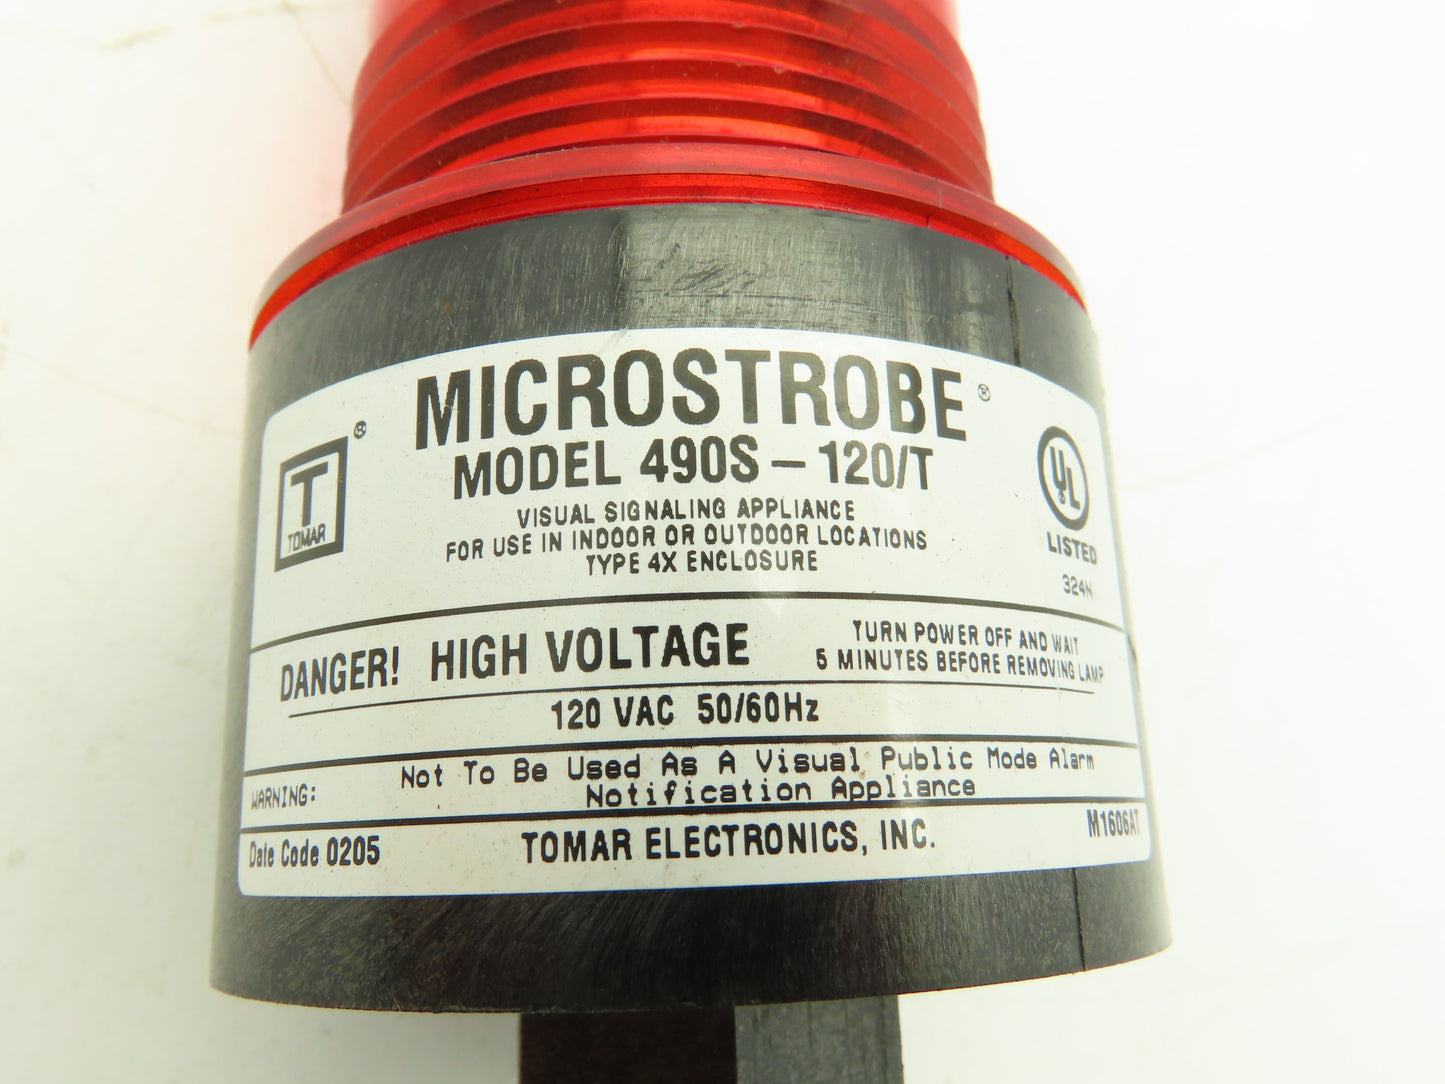 MICROSTROBE®
MODEL 490S – 120/T
T ®
TOMAR
VISUAL SIGNALING APPLIANCE
FOR USE IN INDOOR OR OUTDOOR LOCATIONS
TYPE 4X ENCLOSURE
UL
LISTED
324N
DANGER! HIGH VOLTAGE
TURN POWER OFF AND WAIT
5 MINUTES BEFORE REMOVING LAMP
120 VAC 50/60Hz
WARNING:
Not To Be Used As A Visual Public Mode Alarm
Notification Appliance
Date Code 0205
TOMAR ELECTRONICS, INC.
M1606AT